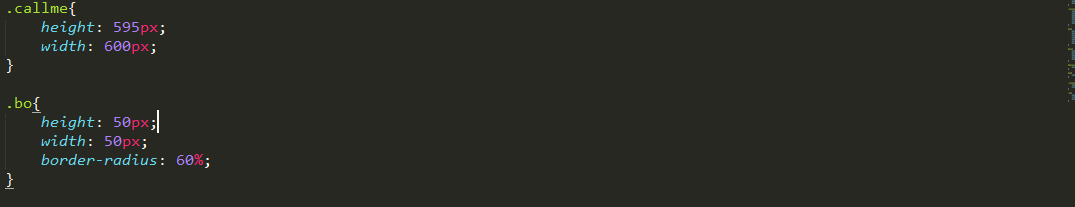 .callme{
    height: 595px;
    width: 600px;
}

.bo{
    height: 50px;
    width: 50px;
    border-radius: 60%;
}